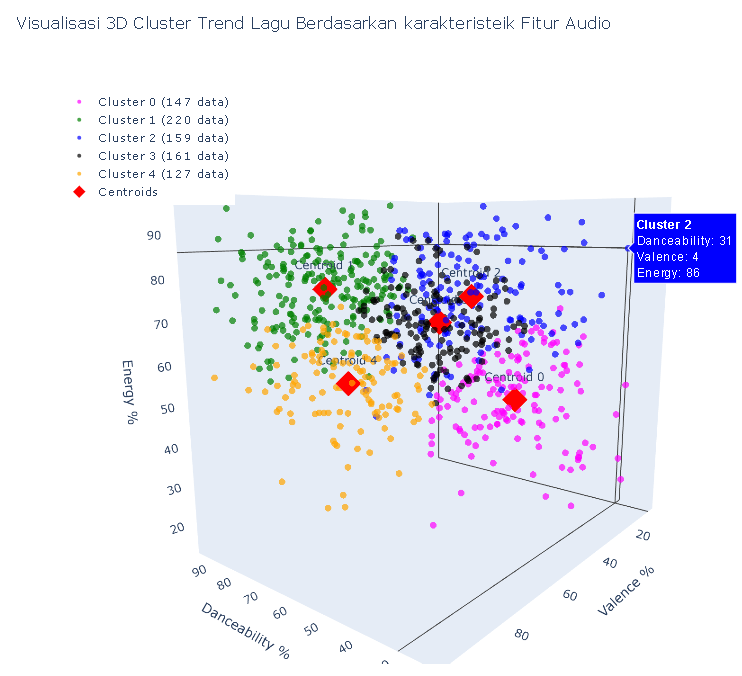 Visualisasi 3D Cluster Trend Lagu Berdasarkan karakteristeik Fitur Audio
Cluster 0 (147 data)
Cluster 1 (220 data)
Cluster 2 (159 data)
Cluster 3 (161 data)
Cluster 4 (127 data)
Centroids
Cluster 2
Danceability: 31
Valence: 4
Energy: 86
Centroid
Centroid 2
Centroid 4
Centroid 0
90
80
70
60
50
40
30
20
Energy %
90
80
70
60
50
40
Danceability %
20
40
60
80
Valence %